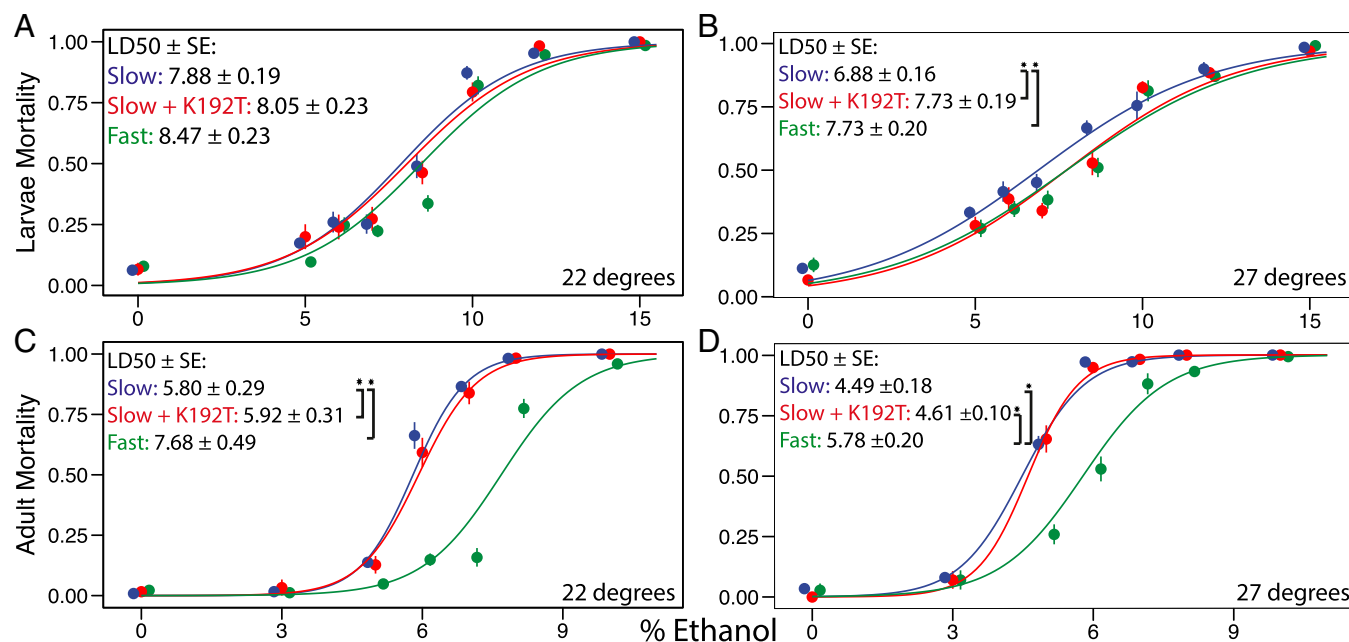 A
LD50 ± SE:
Slow: 7.88 ± 0.19
Slow + K192T: 8.05 ± 0.23
Fast: 8.47 ± 0.23
22 degrees
Larvae Mortality
1.00
0.75
0.50
0.25
0.00
0 5 10 15
B
LD50 ± SE:
Slow: 6.88 ± 0.16
Slow + K192T: 7.73 ± 0.19
Fast: 7.73 ± 0.20
* *
27 degrees
1.00
0.75
0.50
0.25
0.00
0 5 10 15
C
LD50 ± SE:
Slow: 5.80 ± 0.29
Slow + K192T: 5.92 ± 0.31
Fast: 7.68 ± 0.49
* *
22 degrees
Adult Mortality
1.00
0.75
0.50
0.25
0.00
0 3 6 9
D
LD50 ± SE:
Slow: 4.49 ±0.18
Slow + K192T: 4.61 ±0.10
Fast: 5.78 ±0.20
*
*
27 degrees
1.00
0.75
0.50
0.25
0.00
0 3 6 9
% Ethanol